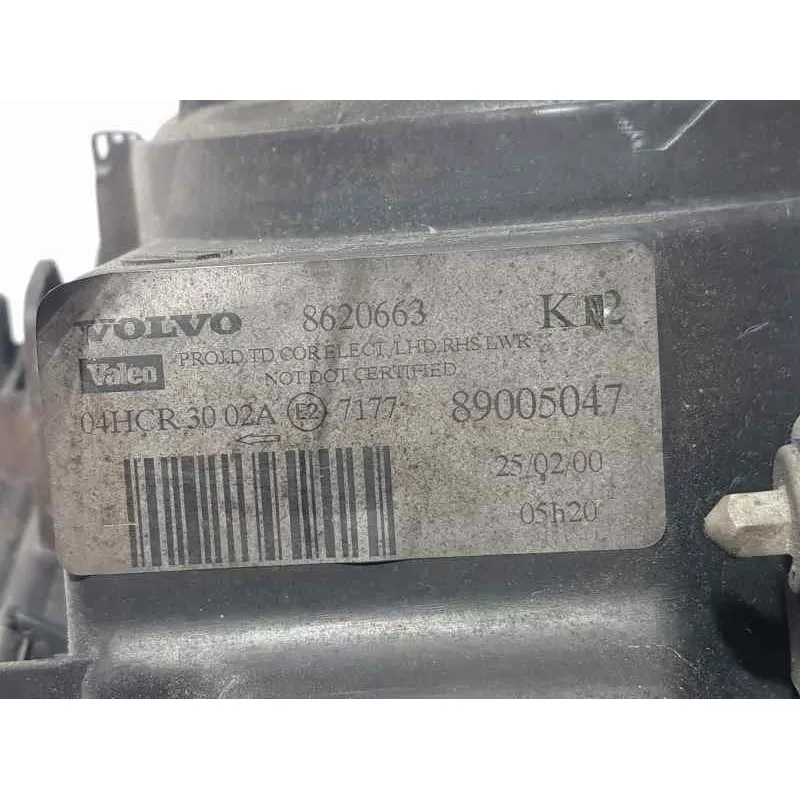 VOLVO 8620663
Valeo PROJ.D TD COR ELECT./LHD.RHS LWR
NOT DOT CERTIFIED
04HCR 30 02A E2 7177 89005047
25/02/00
05h20